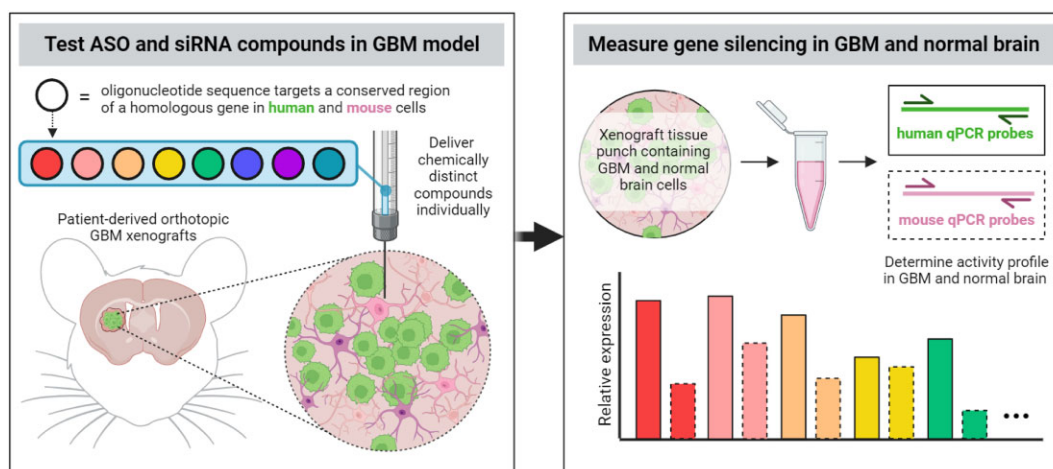 Test ASO and siRNA compounds in GBM model
= oligonucleotide sequence targets a conserved region
of a homologous gene in human and mouse cells
Deliver
chemically
distinct
compounds
individually
Patient-derived orthotopic
GBM xenografts
Measure gene silencing in GBM and normal brain
Xenograft tissue
punch containing
GBM and normal
brain cells
human qPCR probes
mouse qPCR probes
Determine activity profile
in GBM and normal brain
Relative expression
...